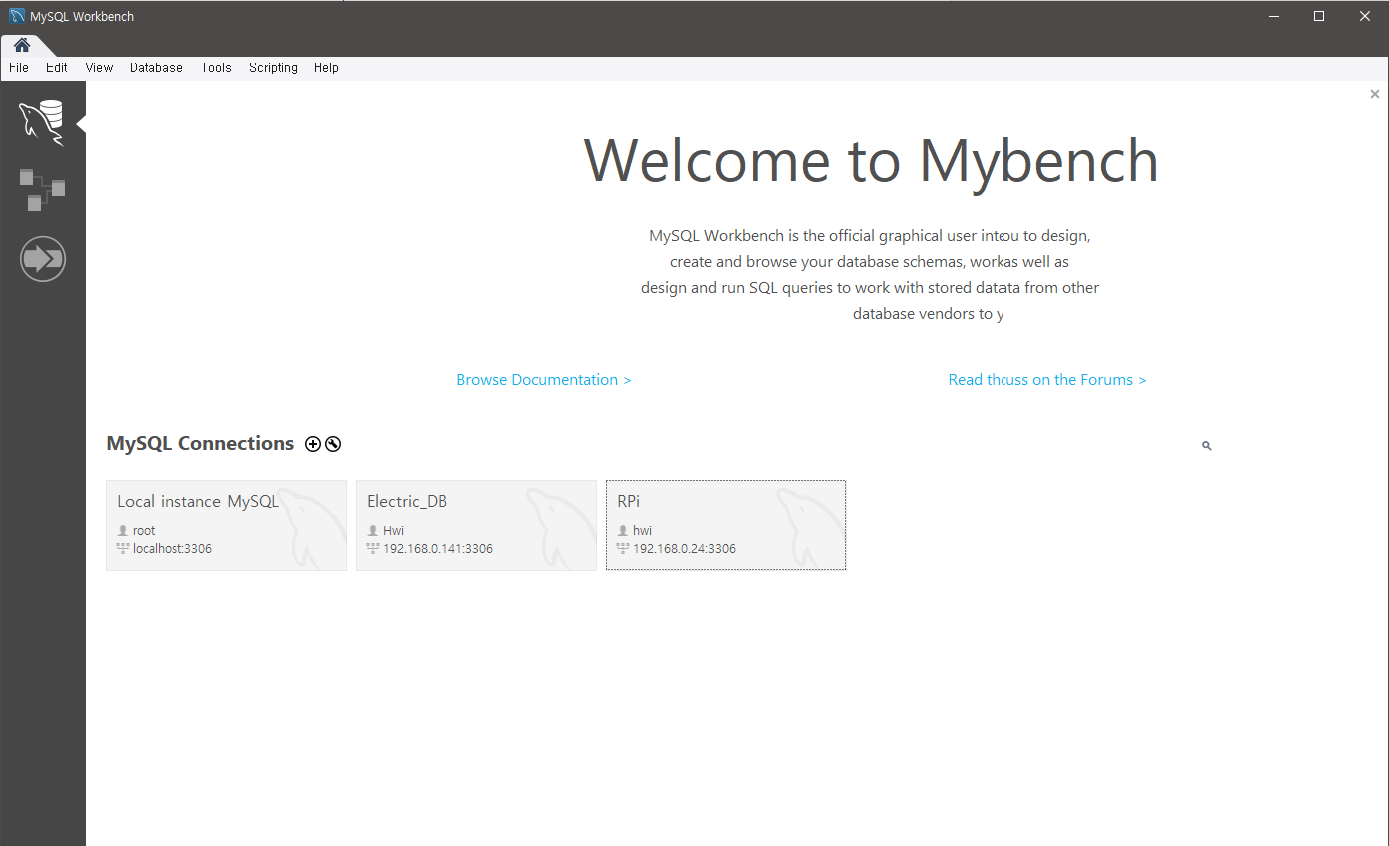 MySQL Workbench
File Edit View Database Tools Scripting Help
Welcome to Mybench
MySQL Workbench is the official graphical user intou to design,
create and browse your database schemas, workas well as
design and run SQL queries to work with stored datata from other
database vendors to y
Browse Documentation >
Read thcuss on the Forums >
MySQL Connections
Local instance MySQL
root
localhost:3306
Electric_DB
Hwi
192.168.0.141:3306
RPi
hwi
192.168.0.24:3306